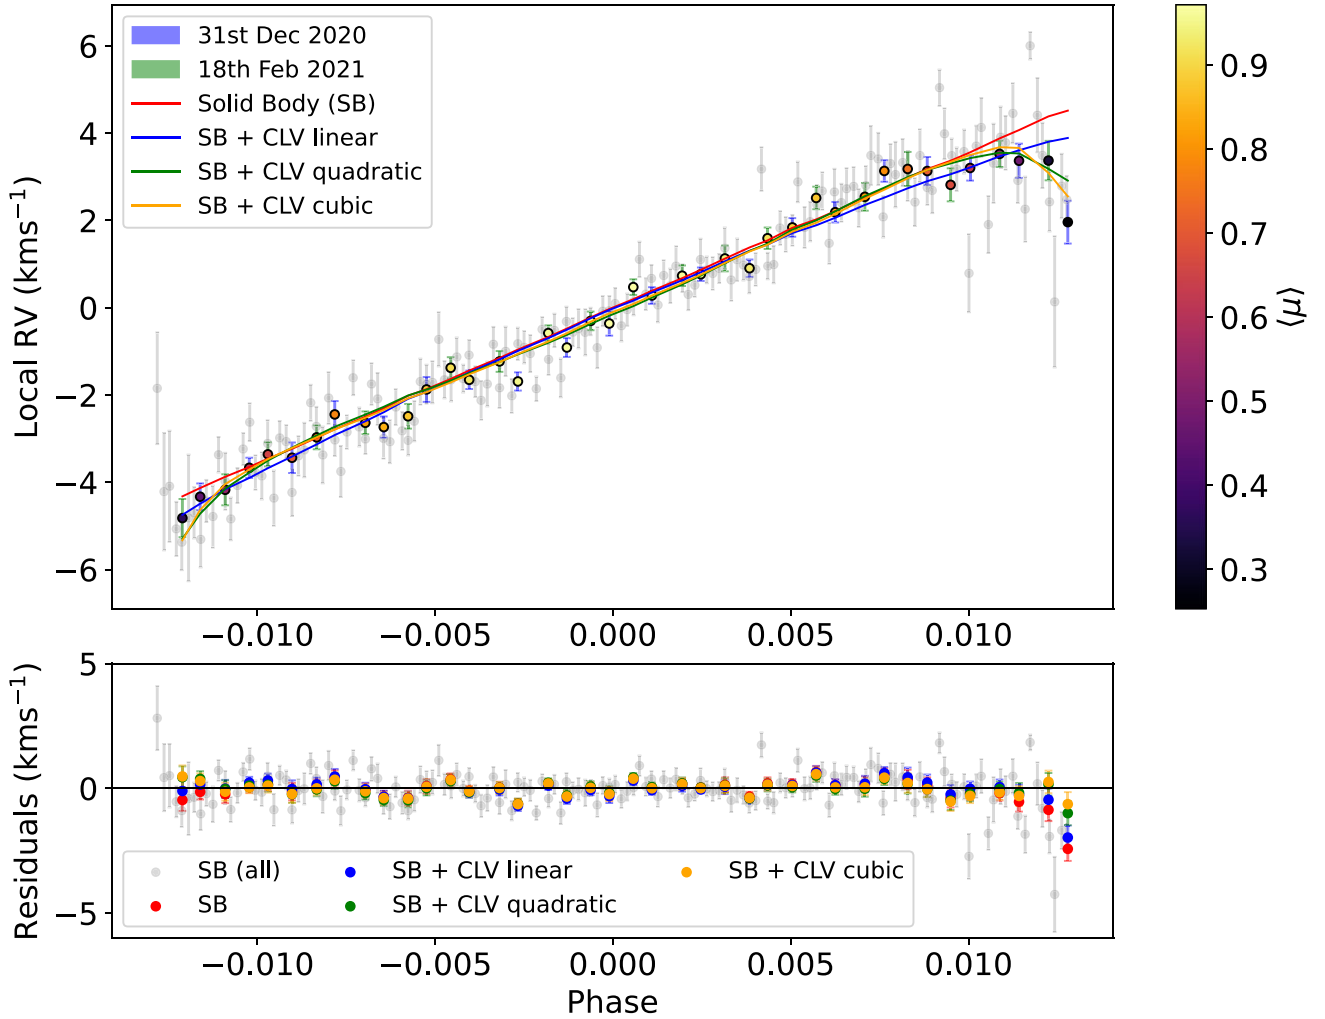 6
4
2
0
−2
−4
−6
Local RV (kms⁻¹)
31st Dec 2020
18th Feb 2021
Solid Body (SB)
SB + CLV linear
SB + CLV quadratic
SB + CLV cubic
−0.010 −0.005 0.000 0.005 0.010
0.9
0.8
0.7
0.6
0.5
0.4
0.3
⟨μ⟩
5
0
−5
Residuals (kms⁻¹)
SB (all) SB + CLV linear SB + CLV cubic
SB SB + CLV quadratic
−0.010 −0.005 0.000 0.005 0.010
Phase